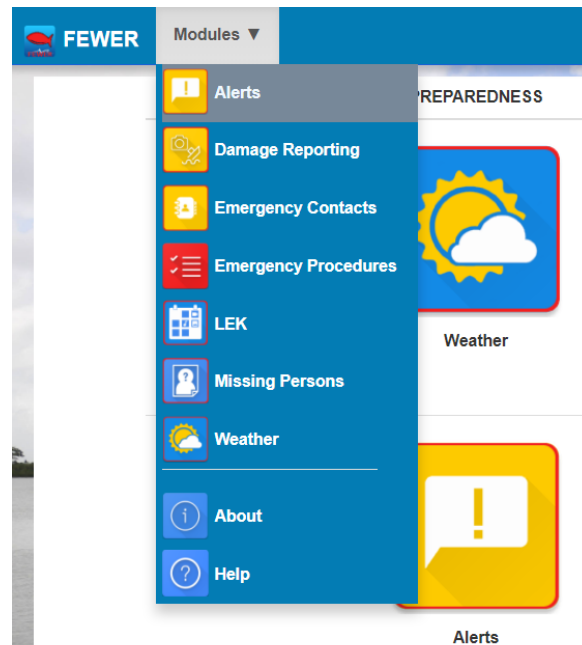 FEWER
Modules ▼
Alerts
PREPAREDNESS
Damage Reporting
Emergency Contacts
Emergency Procedures
LEK
Weather
Missing Persons
Weather
About
Help
Alerts